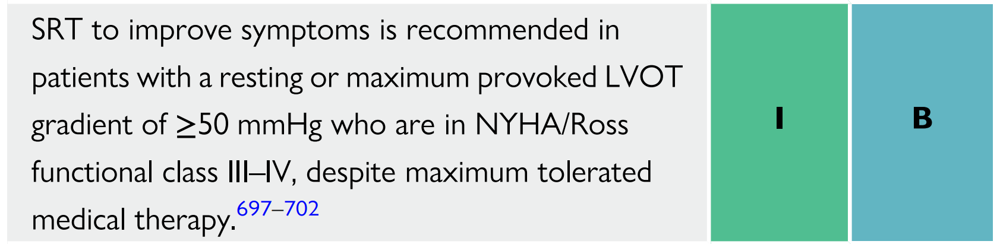 SRT to improve symptoms is recommended in
patients with a resting or maximum provoked LVOT
gradient of ≥50 mmHg who are in NYHA/Ross
functional class III–IV, despite maximum tolerated
medical therapy.697–702
I
B